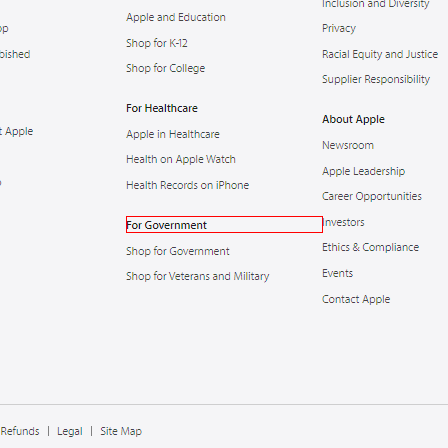 Apple and Education
Shop for K-12
Shop for College
For Healthcare
Apple in Healthcare
Health on Apple Watch
Health Records on iPhone
For Government
Shop for Government
Shop for Veterans and Military
Inclusion and Diversity
Privacy
Racial Equity and Justice
Supplier Responsibility
About Apple
Newsroom
Apple Leadership
Career Opportunities
Investors
Ethics & Compliance
Events
Contact Apple
Apple
Refunds | Legal | Site Map